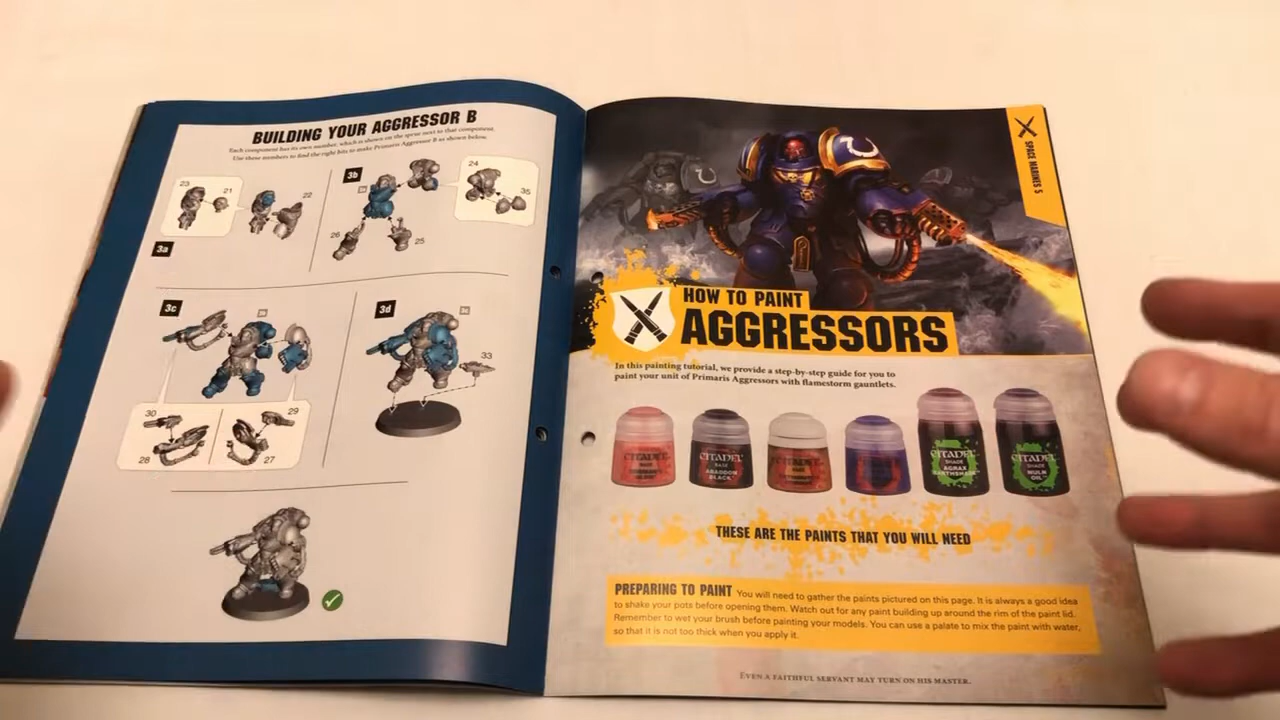 BUILDING YOUR AGGRESSOR B
Each component has its own number, which is shown on the sprue next to that component.
Use these numbers to find the right bits to make Primaris Aggressor B as shown below.
23
21
22
3a
3b
3a
24
35
26
25
3c
3b
30
28
29
27
3d
3c
33
SPACE MARINES 5
HOW TO PAINT
AGGRESSORS
In this painting tutorial, we provide a step-by-step guide for you to
paint your unit of Primaris Aggressors with flamestorm gauntlets.
CITADEL
BASE
CITADEL
BASE
ABADDON
BLACK
CITADEL
BASE
CITADEL
SHADE
AGRAX
EARTHSHADE
CITADEL
SHADE
NULN
OIL
THESE ARE THE PAINTS THAT YOU WILL NEED
PREPARING TO PAINT You will need to gather the paints pictured on this page. It is always a good idea
to shake your pots before opening them. Watch out for any paint building up around the rim of the paint lid.
Remember to wet your brush before painting your models. You can use a palate to mix the paint with water,
so that it is not too thick when you apply it.
EVEN A FAITHFUL SERVANT MAY TURN ON HIS MASTER.